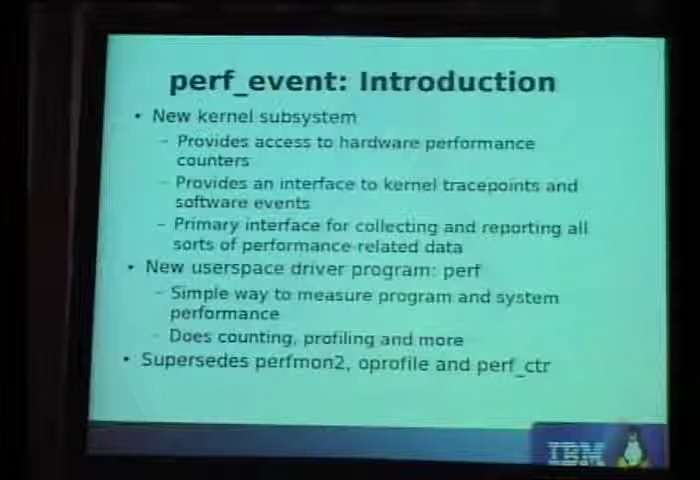 perf_event: Introduction
• New kernel subsystem
– Provides access to hardware performance
counters
– Provides an interface to kernel tracepoints and
software events
– Primary interface for collecting and reporting all
sorts of performance-related data
• New userspace driver program: perf
– Simple way to measure program and system
performance
– Does counting, profiling and more
• Supersedes perfmon2, oprofile and perf_ctr
IBM